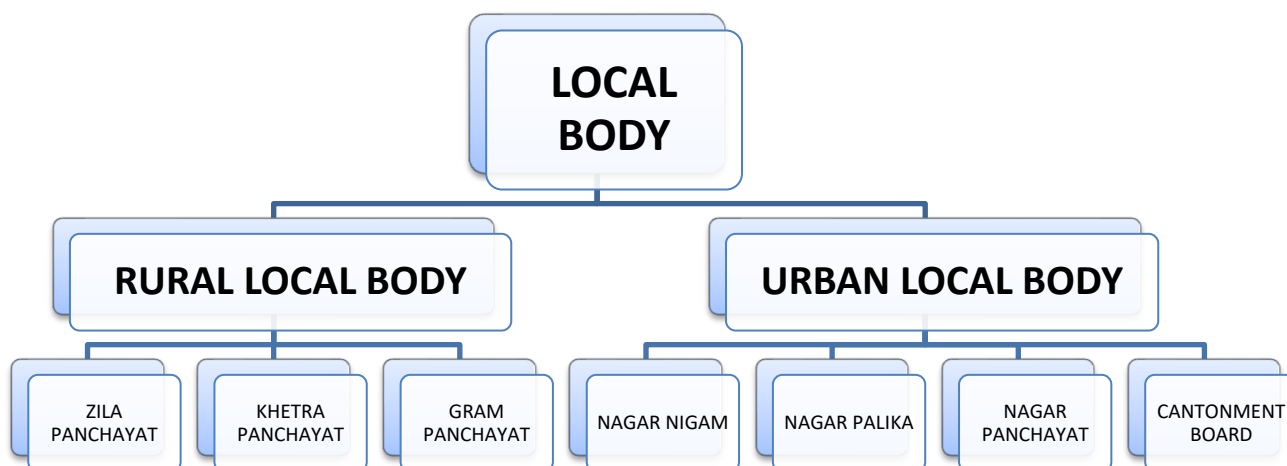 LOCAL
BODY
RURAL LOCAL BODY
URBAN LOCAL BODY
ZILA
PANCHAYAT
KHETRA
PANCHAYAT
GRAM
PANCHAYAT
NAGAR NIGAM
NAGAR PALIKA
NAGAR
PANCHAYAT
CANTONMENT
BOARD